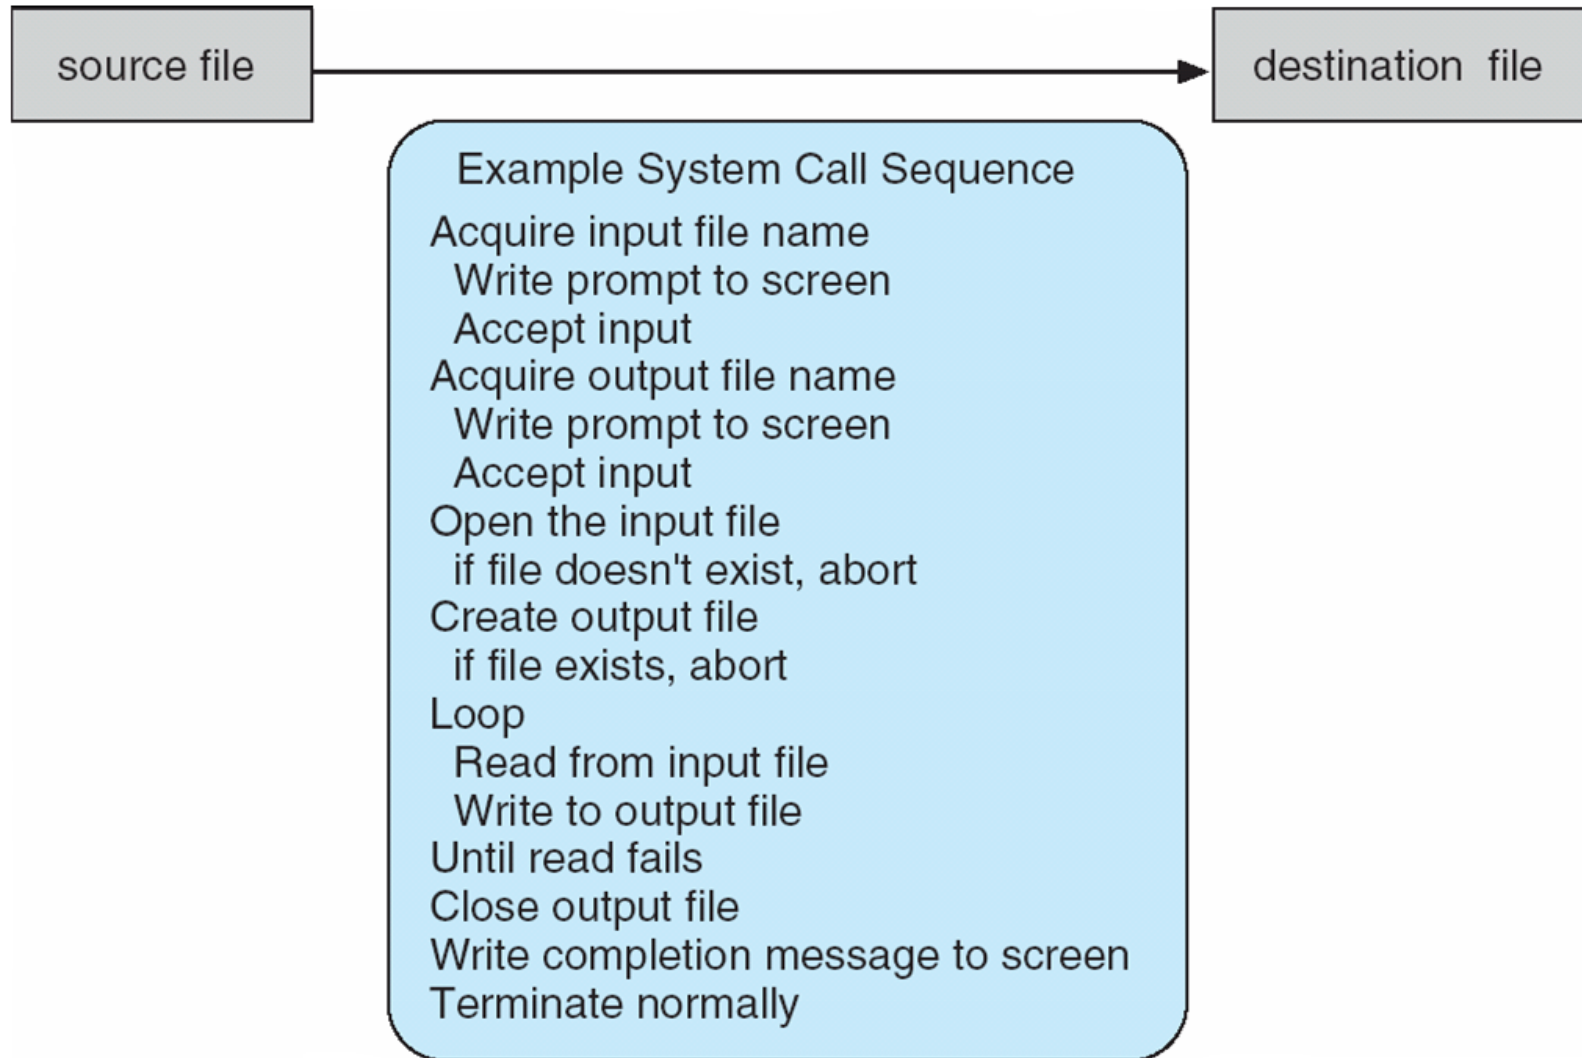 source file
destination file
Example System Call Sequence
Acquire input file name
Write prompt to screen
Accept input
Acquire output file name
Write prompt to screen
Accept input
Open the input file
if file doesn't exist, abort
Create output file
if file exists, abort
Loop
Read from input file
Write to output file
Until read fails
Close output file
Write completion message to screen
Terminate normally